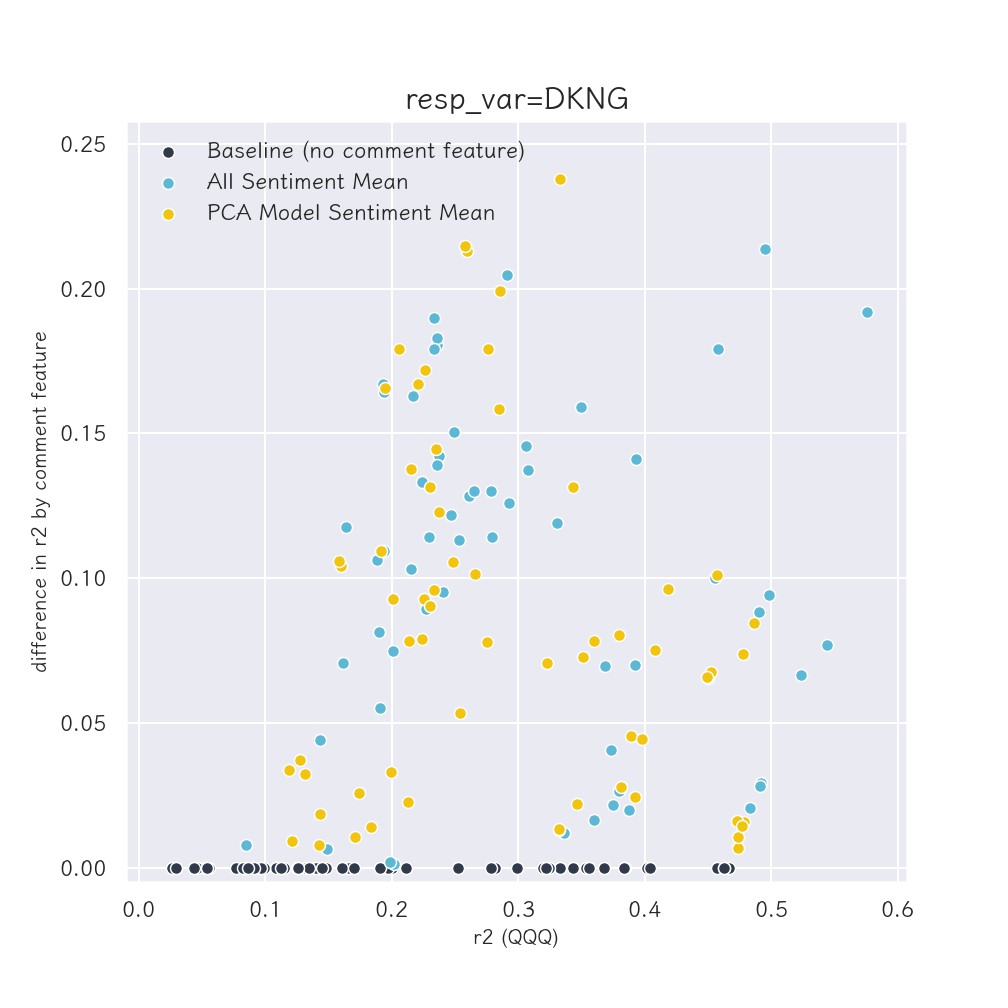 resp_var=DKNG
0.25
0.20
0.15
0.10
0.05
0.00
difference in r2 by comment feature
Baseline (no comment feature)
All Sentiment Mean
PCA Model Sentiment Mean
0.0 0.1 0.2 0.3 0.4 0.5 0.6
r2 (QQQ)